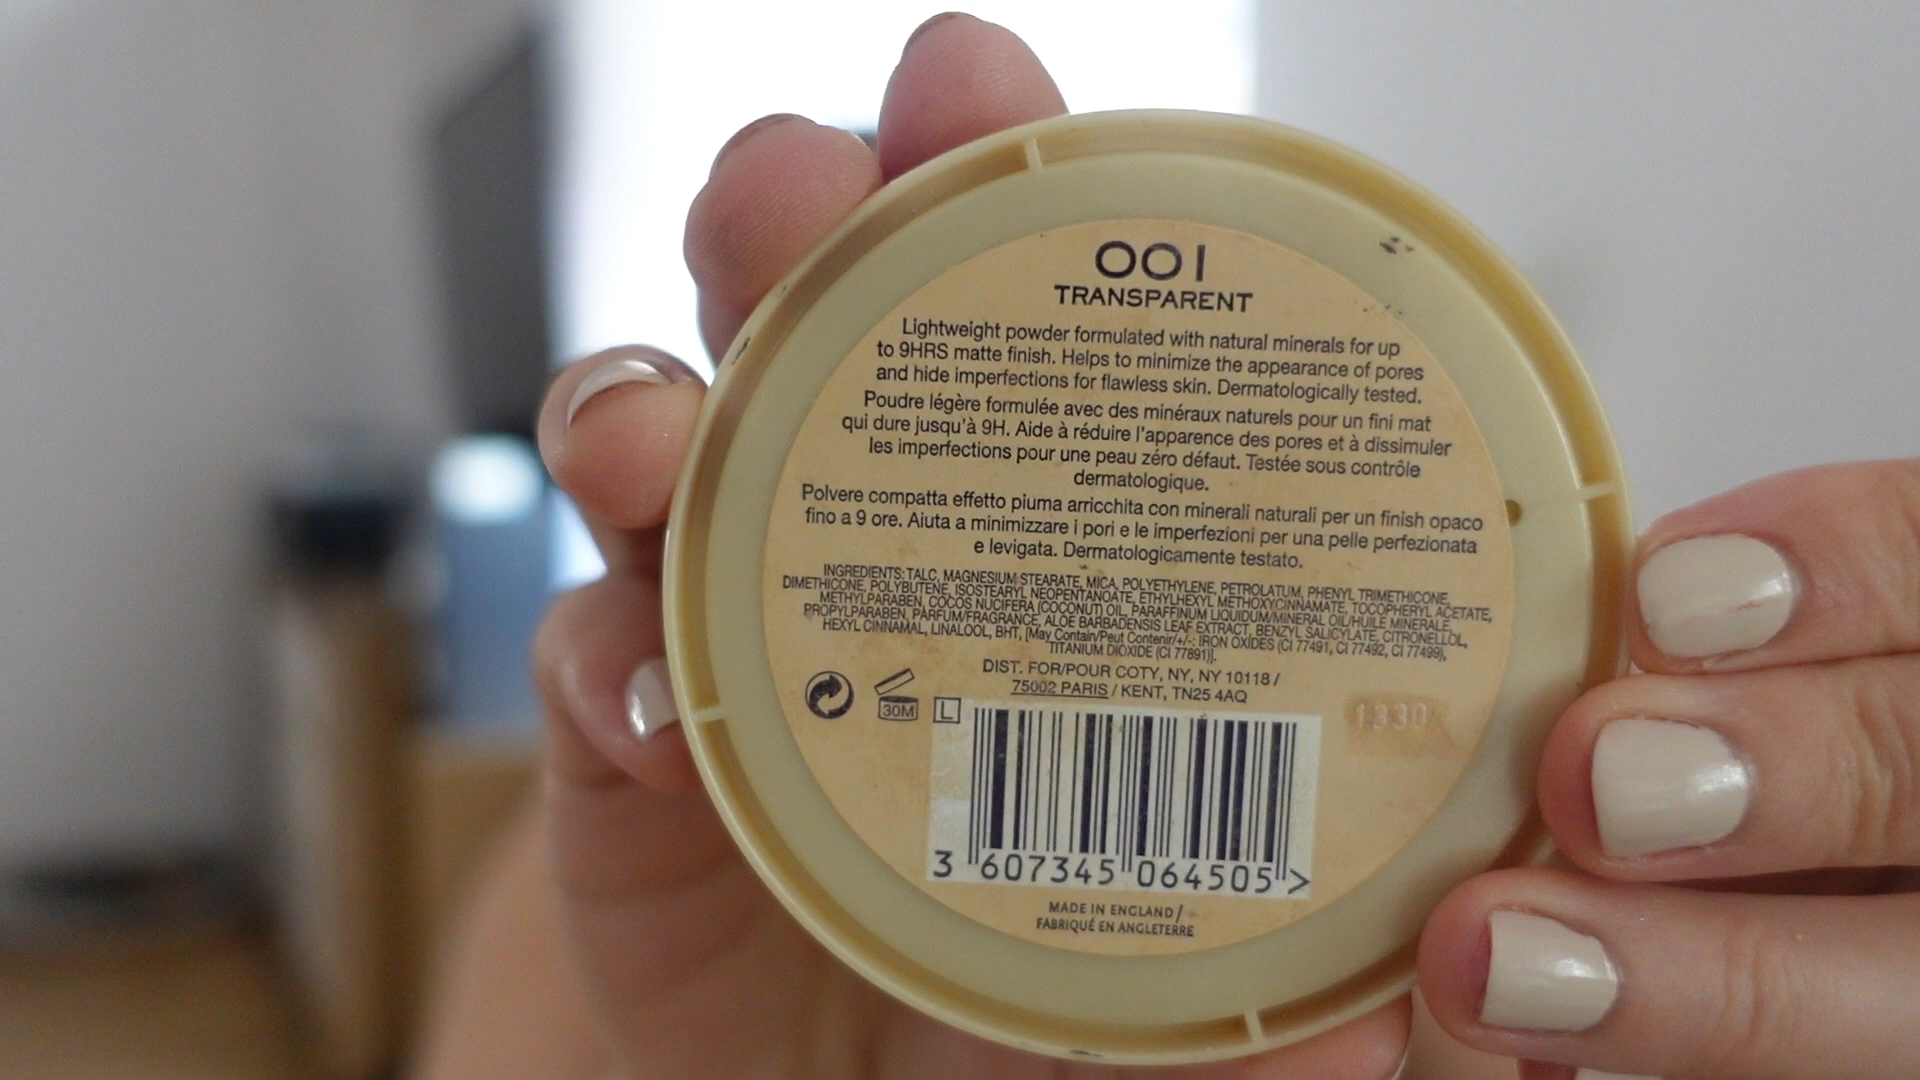 001
TRANSPARENT
Lightweight powder formulated with natural minerals for up
to 9HRS matte finish. Helps to minimize the appearance of pores
and hide imperfections for flawless skin. Dermatologically tested.
Poudre légère formulée avec des minéraux naturels pour un fini mat
qui dure jusqu'à 9H. Aide à réduire l'apparence des pores et à dissimuler
les imperfections pour une peau zéro défaut. Testée sous contrôle
dermatologique.
Polvere compatta effetto piuma arricchita con minerali naturali per un finish opaco
fino a 9 ore. Aiuta a minimizzare i pori e le imperfezioni per una pelle perfezionata
e levigata. Dermatologicamente testato.
INGREDIENTS: TALC, MAGNESIUM STEARATE, MICA, POLYETHYLENE, PETROLATUM, PHENYL TRIMETHICONE,
DIMETHICONE, POLYBUTENE, ISOSTEARYL NEOPENTANOATE, ETHYLHEXYL METHOXYCINNAMATE, TOCOPHERYL ACETATE,
METHYLPARABEN, COCOS NUCIFERA (COCONUT) OIL, PARAFFINUM LIQUIDUM/MINERAL OIL/HUILE MINERALE,
PROPYLPARABEN, PARFUM/FRAGRANCE, ALOE BARBADENSIS LEAF EXTRACT, BENZYL SALICYLATE, CITRONELLOL,
HEXYL CINNAMAL, LINALOOL, BHT, [May Contain/Peut Contenir/+/-: IRON OXIDES (CI 77491, CI 77492, CI 77499),
TITANIUM DIOXIDE (CI 77891)].
DIST. FOR/POUR COTY, NY, NY 10118 /
75002 PARIS / KENT, TN25 4AQ
30M L
1330
3 607345 064505 >
MADE IN ENGLAND/
FABRIQUÉ EN ANGLETERRE